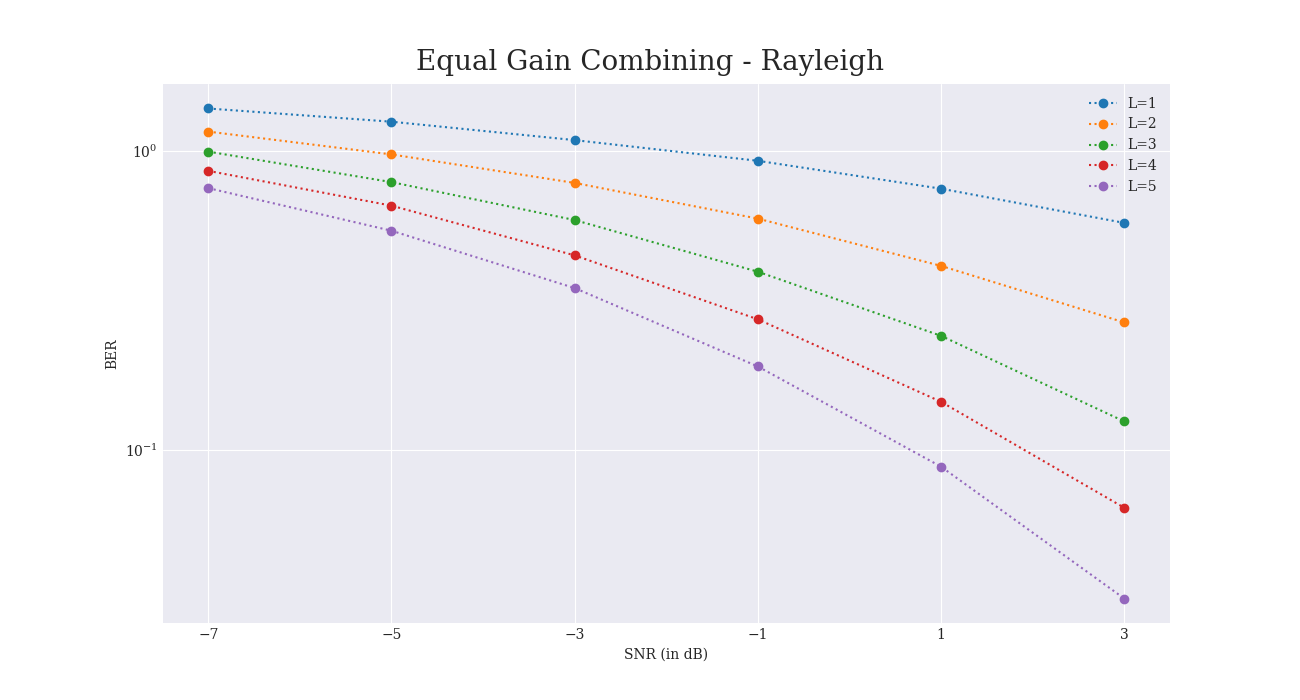 Equal Gain Combining - Rayleigh
L=1
L=2
L=3
L=4
L=5
10⁰
10⁻¹
BER
−7 −5 −3 −1 1 3
SNR (in dB)